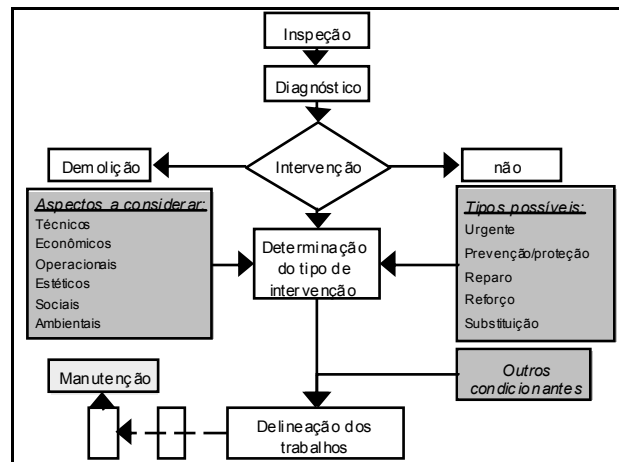 Inspeção
Diagnóstico
Intervenção
Demolição
não
Aspectos a considerar:
Técnicos
Econômicos
Operacionais
Estéticos
Sociais
Ambientais
Determinação
do tipo de
intervenção
Tipos possíveis:
Urgente
Prevenção/proteção
Reparo
Reforço
Substituição
Manutenção
Outros
condicionantes
Delineação dos
trabalhos